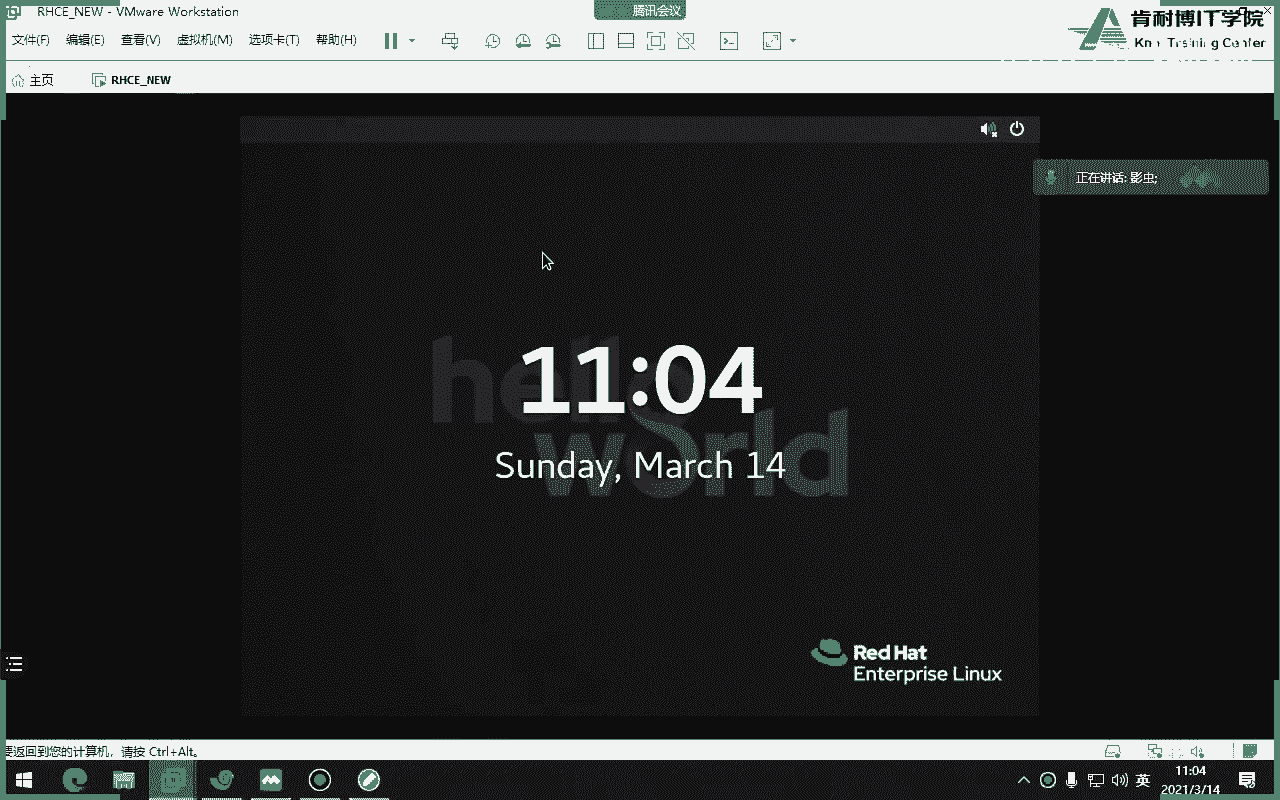 RHCE_NEW - VMware Workstation
腾讯会议
肯耐博IT学院
文件(F) 编辑(E) 查看(V) 虚拟机(M) 选项卡(T) 帮助(H)
Training Center
主页 RHCE_NEW
正在讲话: 影虫;
hello
world
11:04
Sunday, March 14
Red Hat
Enterprise Linux
要返回到您的计算机，请按 Ctrl+Alt。
英
11:04
2021/3/14